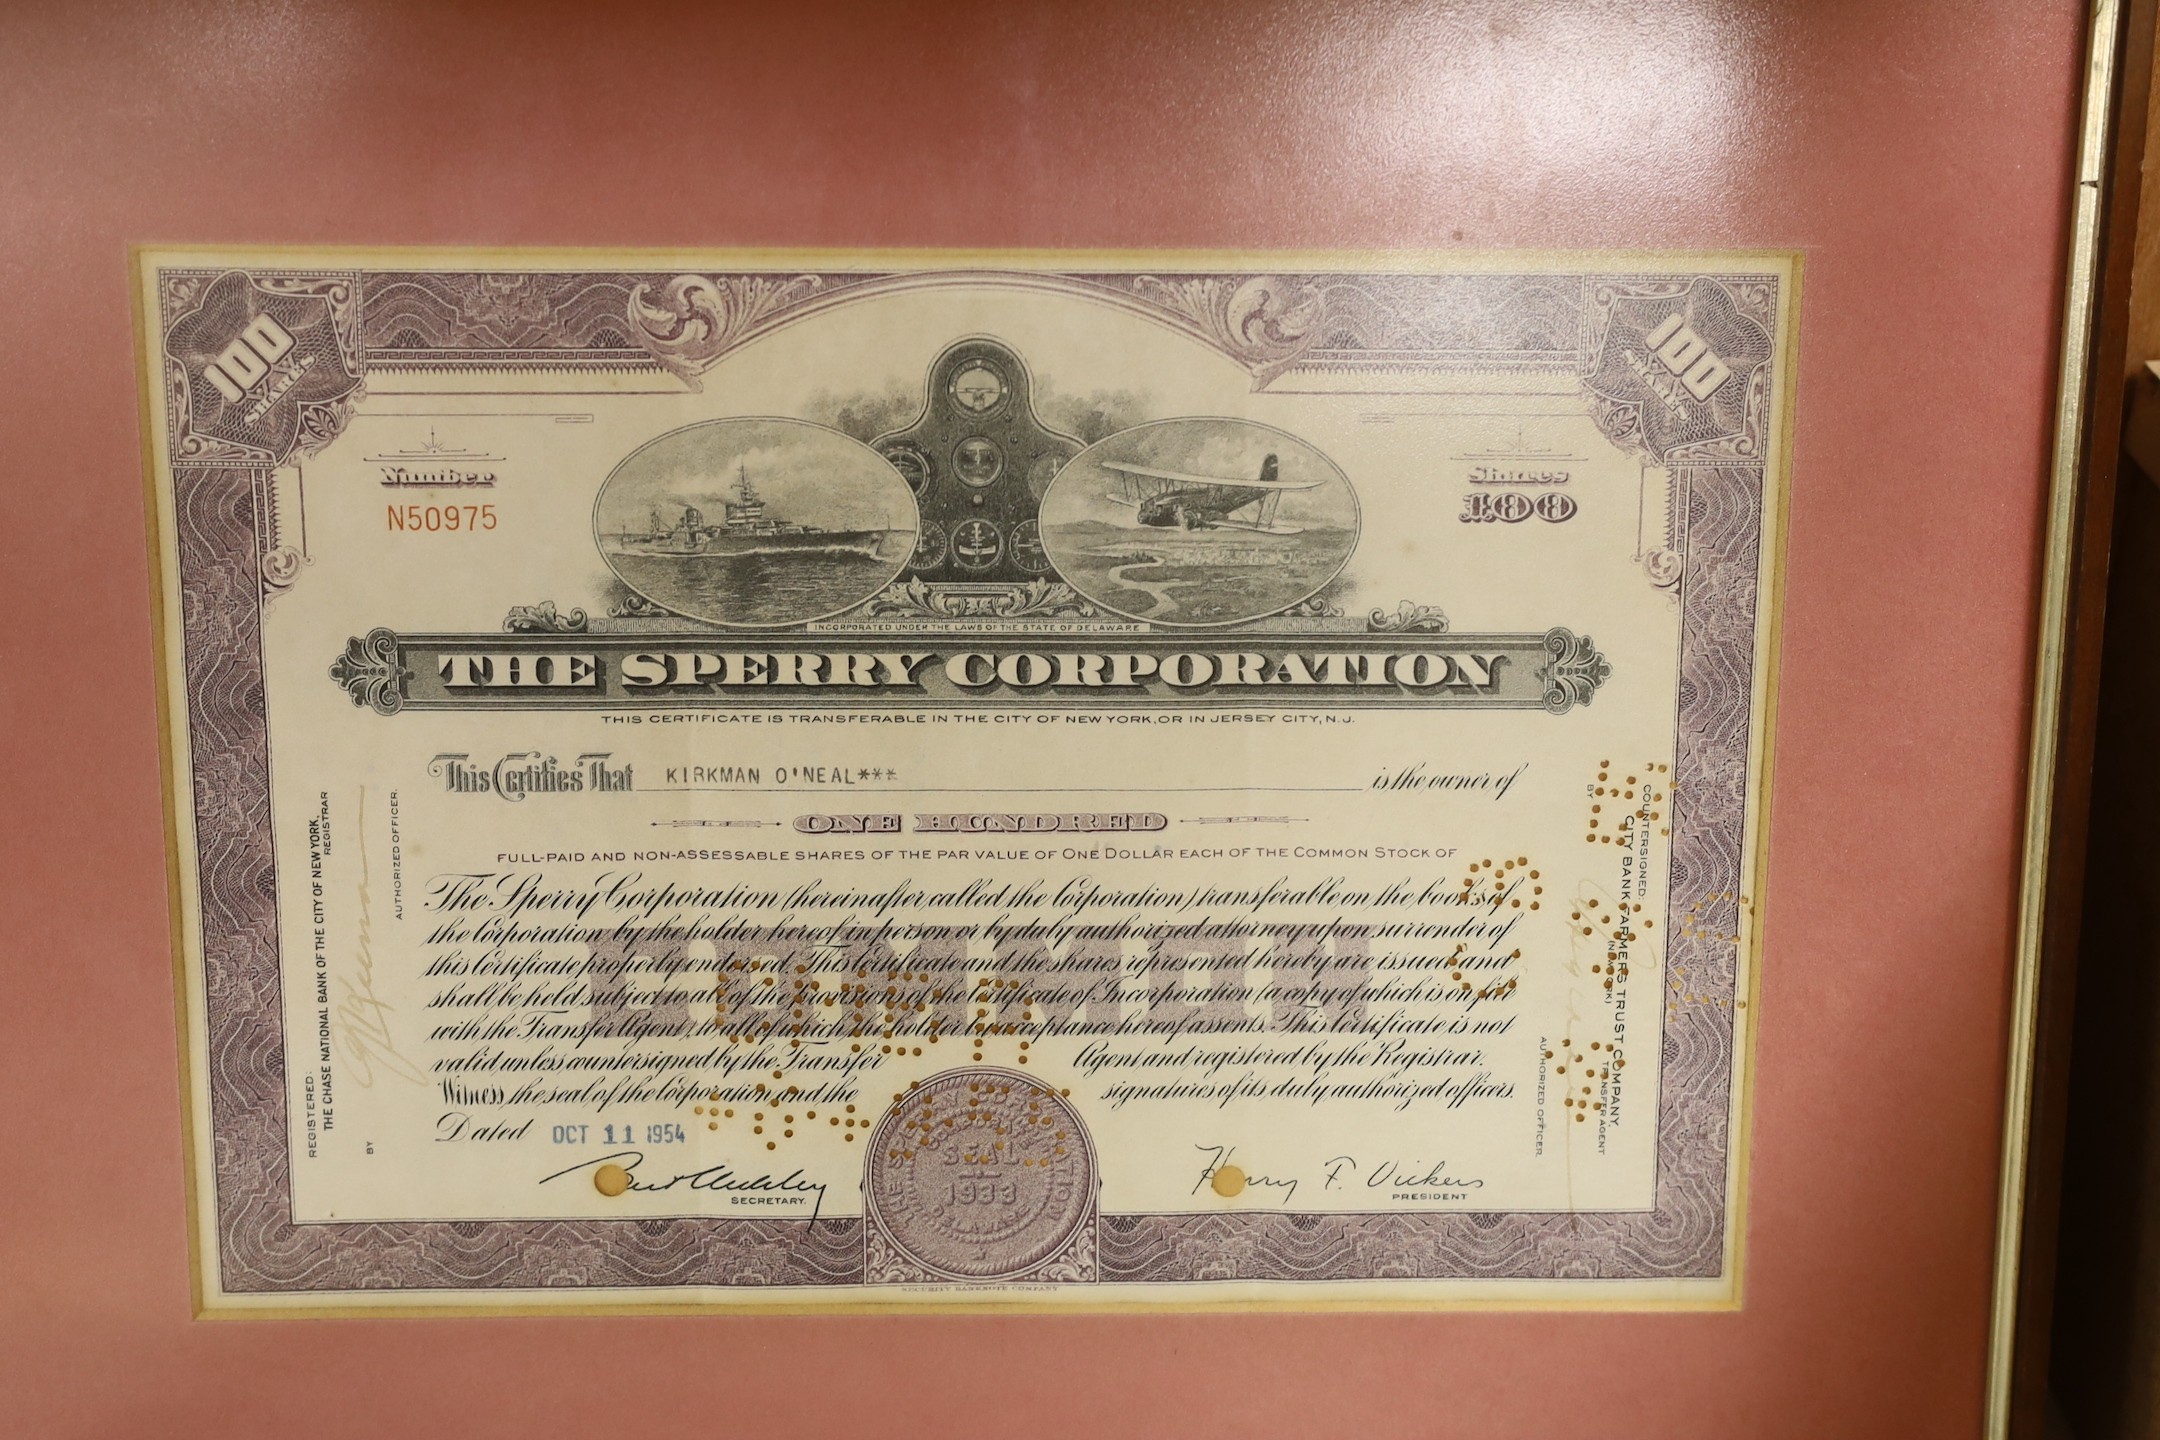 100 SHARES
100 SHARES
Number
N50975
Shares
100
INCORPORATED UNDER THE LAWS OF THE STATE OF DELAWARE
THE SPERRY CORPORATION
THIS CERTIFICATE IS TRANSFERABLE IN THE CITY OF NEW YORK, OR IN JERSEY CITY, N.J.
This Certifies That KIRKMAN O'NEAL*** is the owner of
ONE HUNDRED
FULL-PAID AND NON-ASSESSABLE SHARES OF THE PAR VALUE OF ONE DOLLAR EACH OF THE COMMON STOCK OF
The Sperry Corporation (hereinafter called the Corporation) transferable on the books of
the Corporation by the holder hereof in person or by duly authorized attorney upon surrender of
this Certificate properly endorsed. This Certificate and the shares represented hereby are issued and
shall be held subject to all of the provisions of the Certificate of Incorporation (a copy of which is on file
with the Transfer Agent), to all of which the holder by acceptance hereof assents. This Certificate is not
valid unless countersigned by the Transfer Agent and registered by the Registrar.
Witness, the seal of the Corporation and the signatures of its duly authorized officers.
Dated OCT 11 1954
SECRETARY.
Harry F. Vickers
PRESIDENT
SEAL
1933
DELAWARE
SECURITY BANKNOTE COMPANY
REGISTERED:
THE CHASE NATIONAL BANK OF THE CITY OF NEW YORK,
REGISTRAR
BY
AUTHORIZED OFFICER.
COUNTERSIGNED:
CITY BANK FARMERS TRUST COMPANY,
(NEW YORK)
TRANSFER AGENT
BY
AUTHORIZED OFFICER.